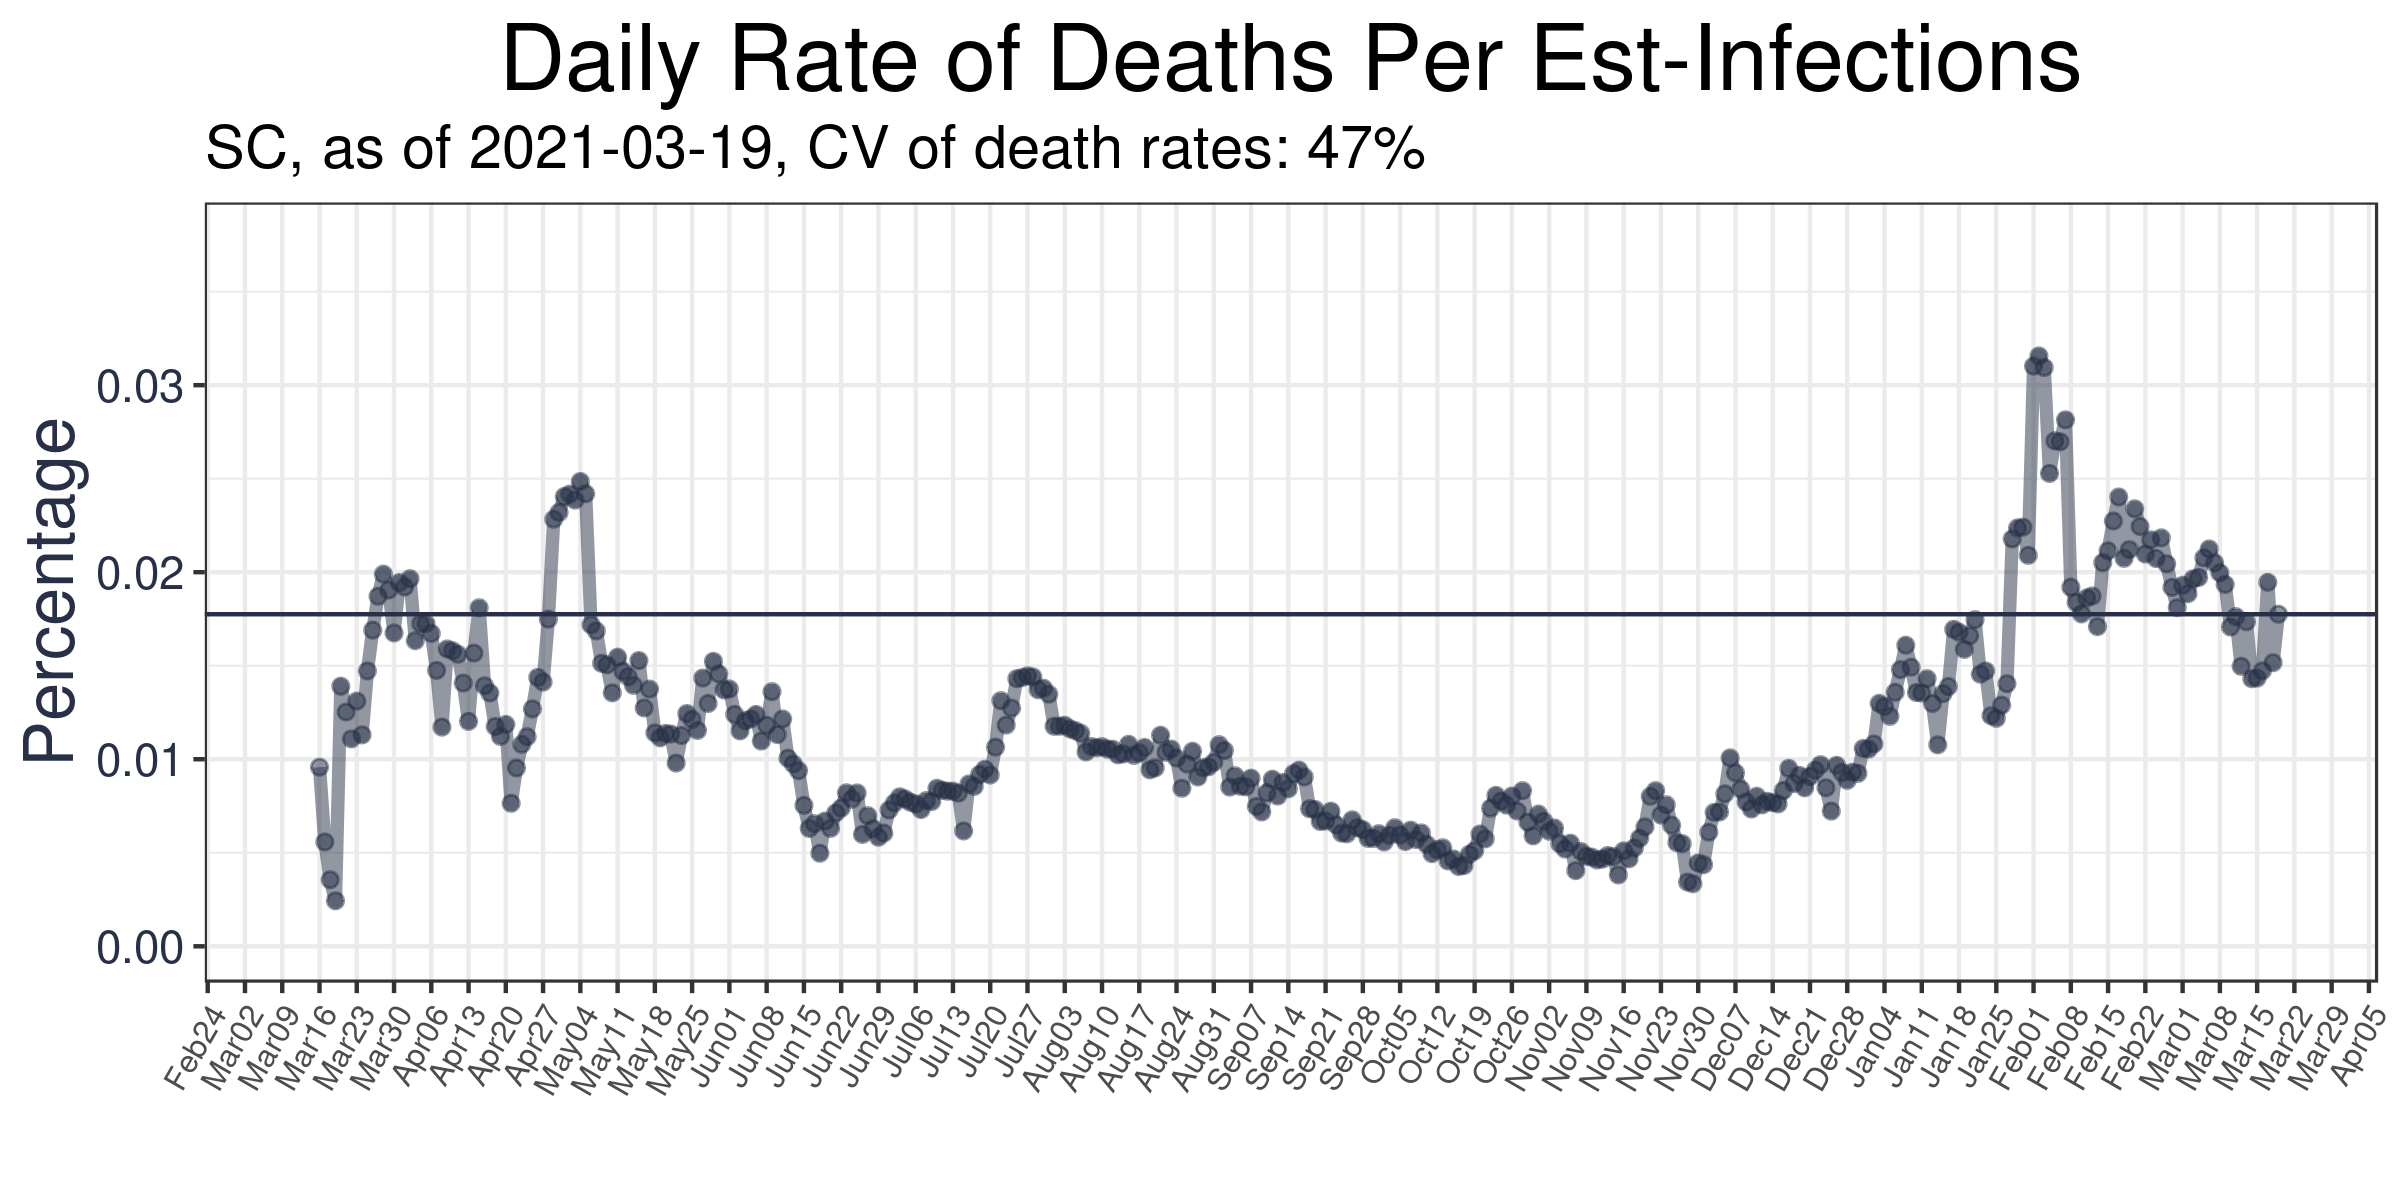 Daily Rate of Deaths Per Est-Infections
SC, as of 2021-03-19, CV of death rates: 47%
Percentage
0.03
0.02
0.01
0.00
Feb24
Mar02
Mar09
Mar16
Mar23
Mar30
Apr06
Apr13
Apr20
Apr27
May04
May11
May18
May25
Jun01
Jun08
Jun15
Jun22
Jun29
Jul06
Jul13
Jul20
Jul27
Aug03
Aug10
Aug17
Aug24
Aug31
Sep07
Sep14
Sep21
Sep28
Oct05
Oct12
Oct19
Oct26
Nov02
Nov09
Nov16
Nov23
Nov30
Dec07
Dec14
Dec21
Dec28
Jan04
Jan11
Jan18
Jan25
Feb01
Feb08
Feb15
Feb22
Mar01
Mar08
Mar15
Mar22
Mar29
Apr05